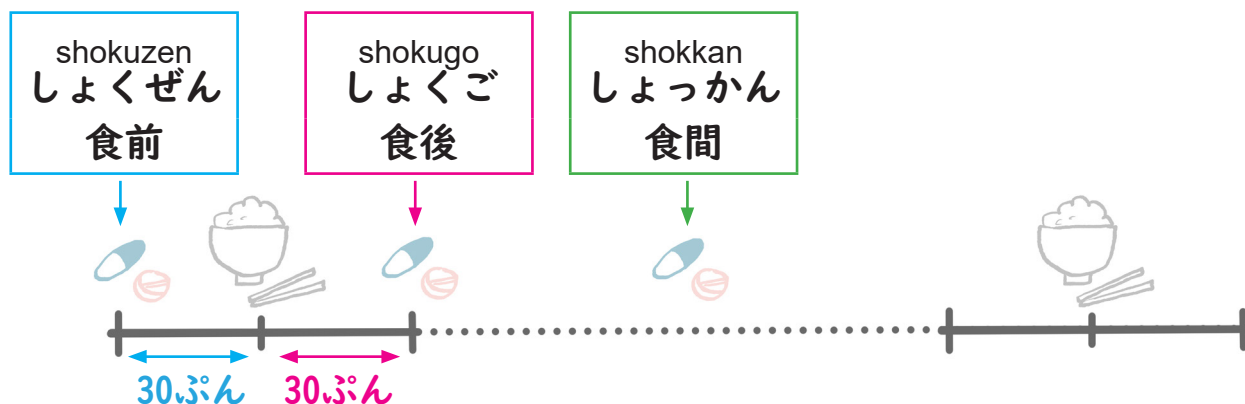 shokuzen
しょくぜん
食前
shokugo
しょくご
食後
shokkan
しょっかん
食間
30ぷん
30ぷん